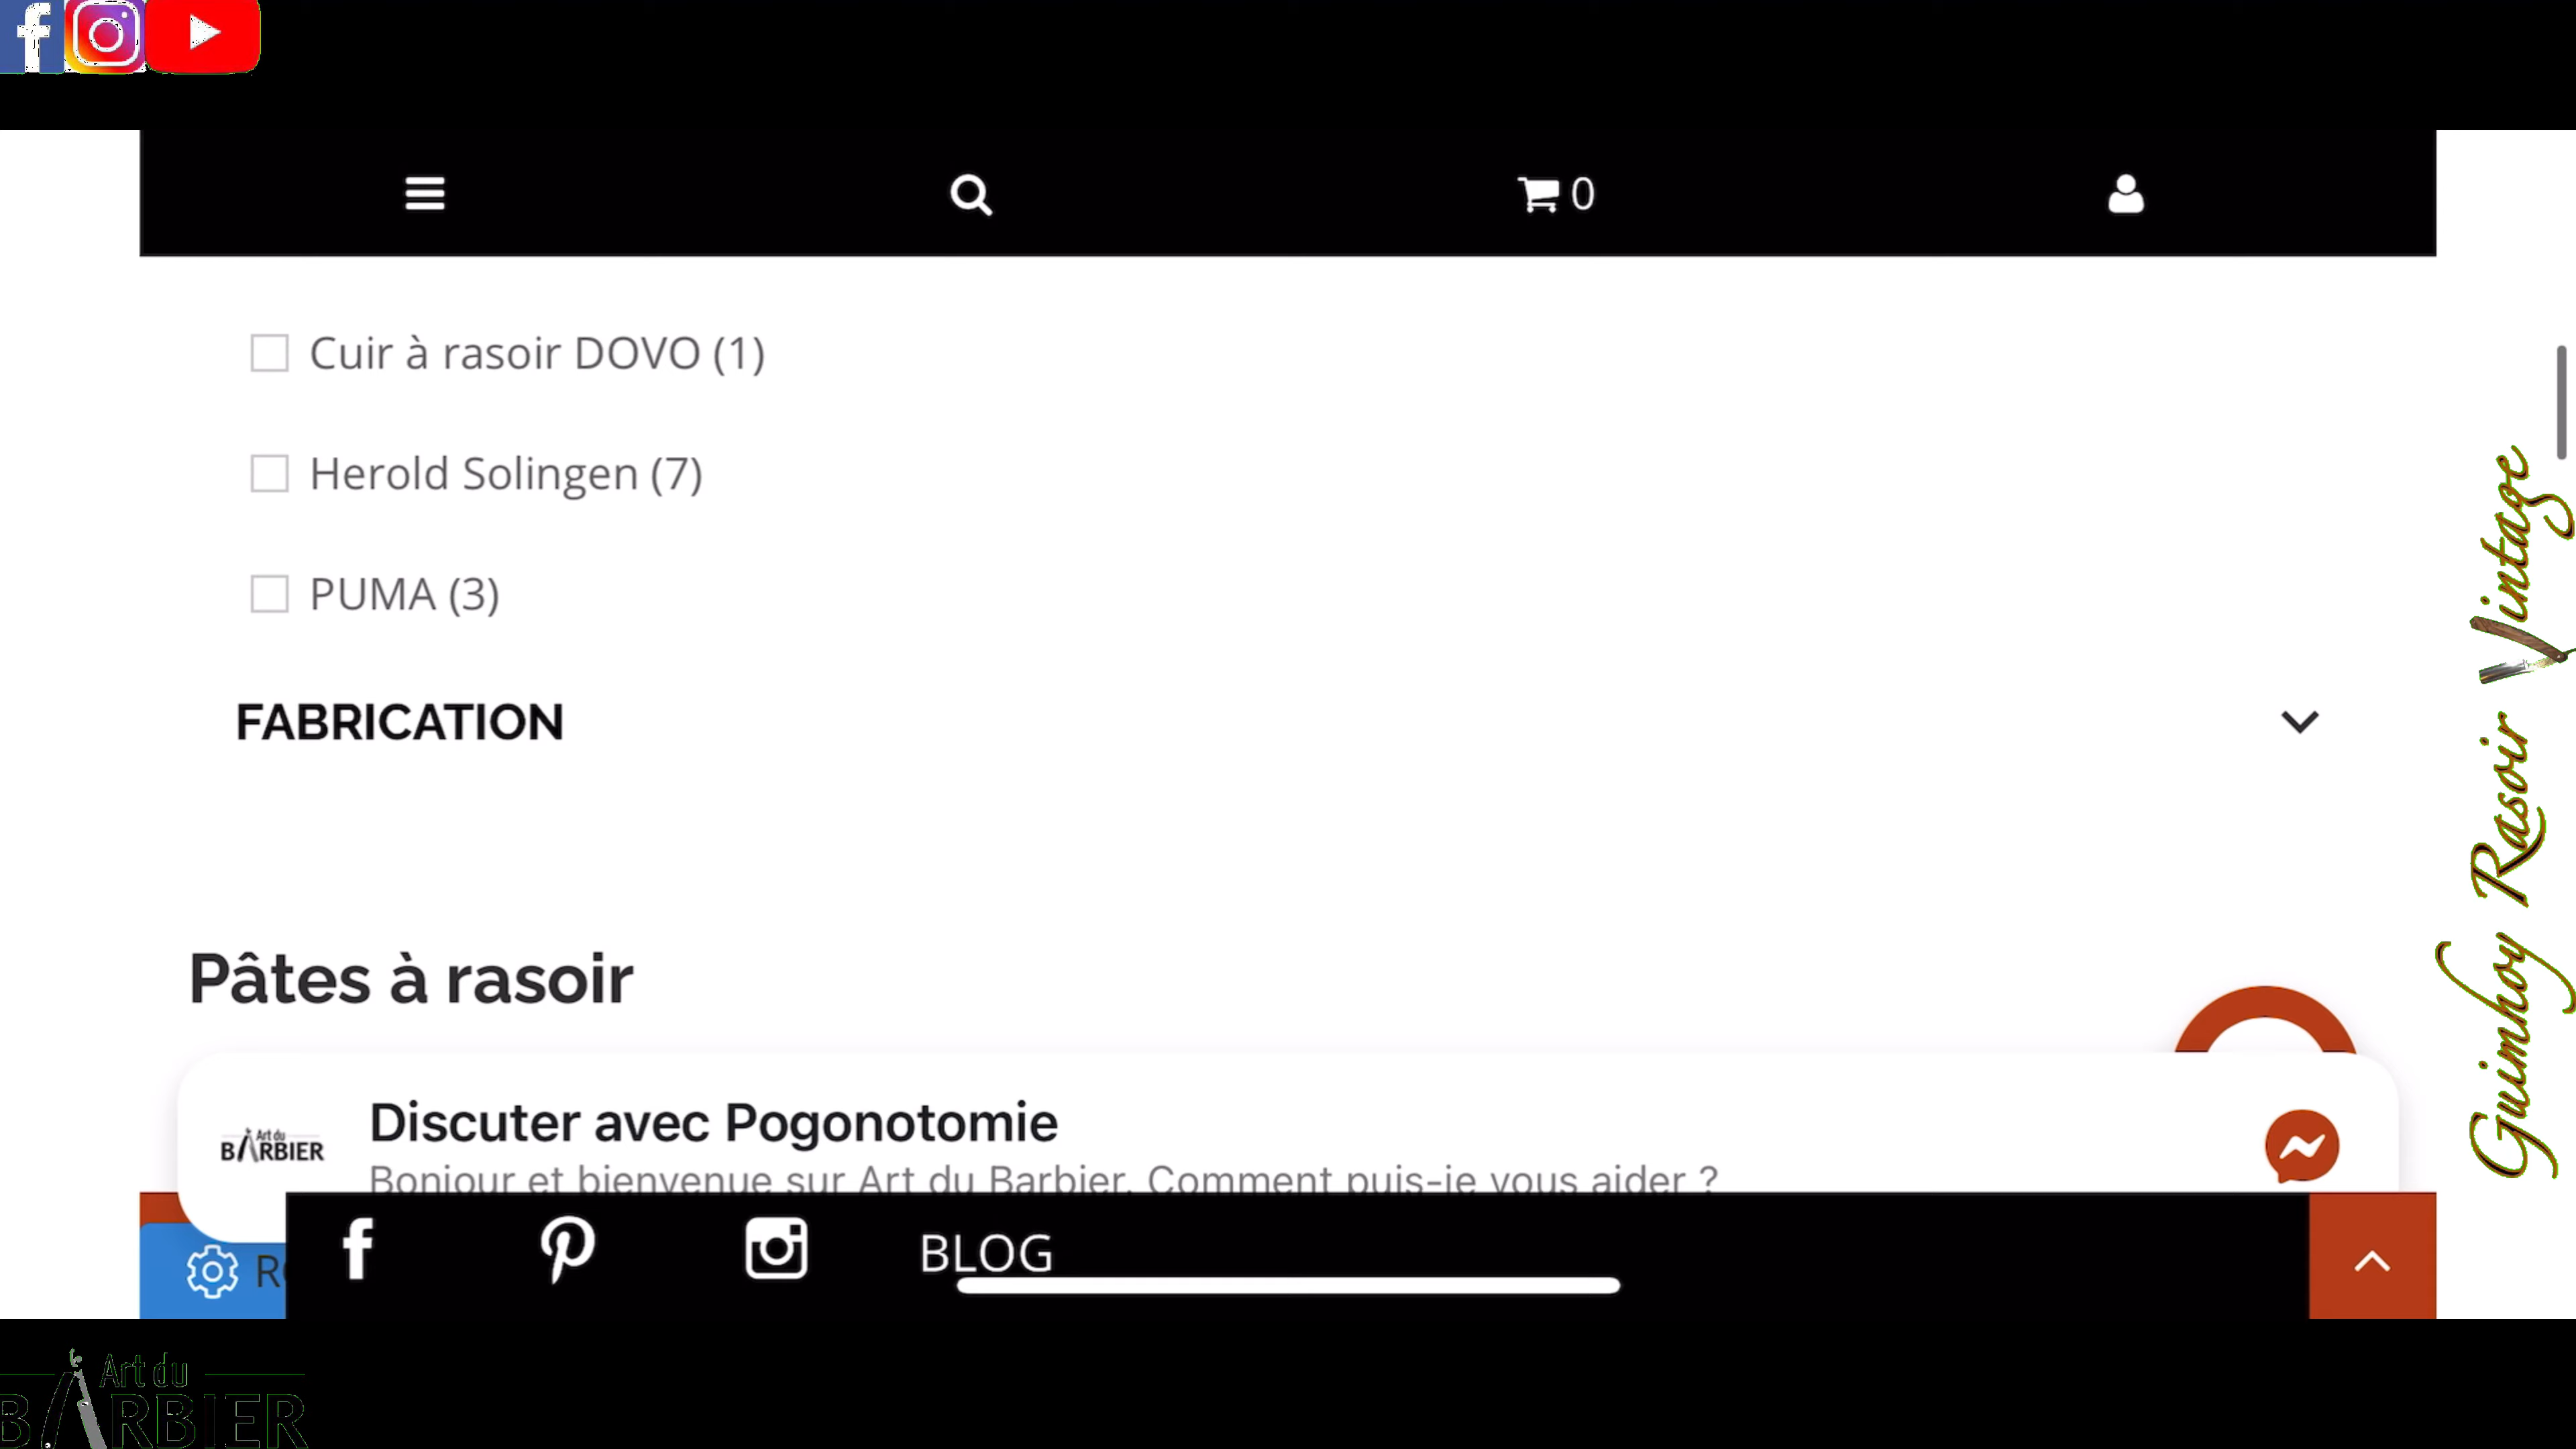 0
Cuir à rasoir DOVO (1)
Herold Solingen (7)
PUMA (3)
FABRICATION
Pâtes à rasoir
Art du
BARBIER
Discuter avec Pogonotomie
Bonjour et bienvenue sur Art du Barbier. Comment puis-je vous aider ?
BLOG
Guimhoy Rasoir Vintage
Art du
BARBIER